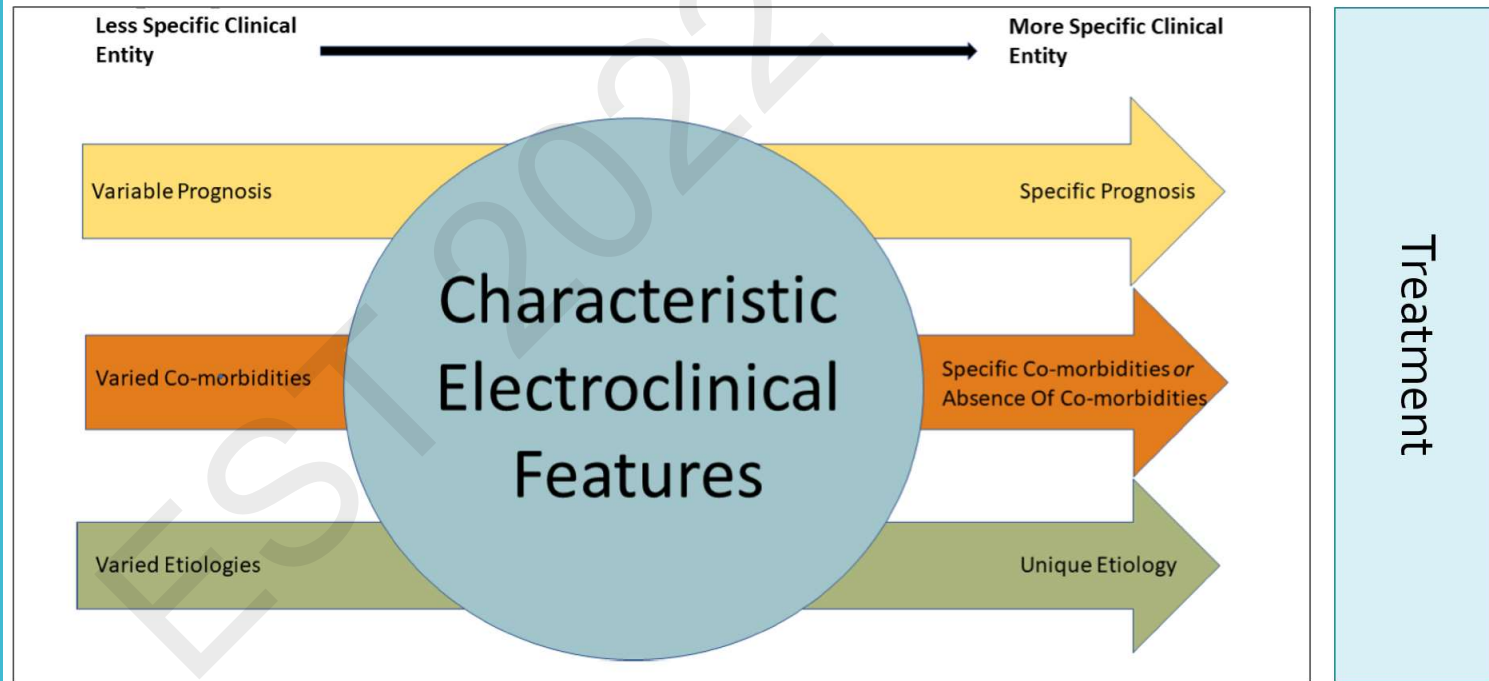 Less Specific Clinical
Entity
More Specific Clinical
Entity
Variable Prognosis
Specific Prognosis
Characteristic
Electroclinical
Features
Varied Co-morbidities
Specific Co-morbidities or
Absence Of Co-morbidities
Varied Etiologies
Unique Etiology
Treatment
EST 2022